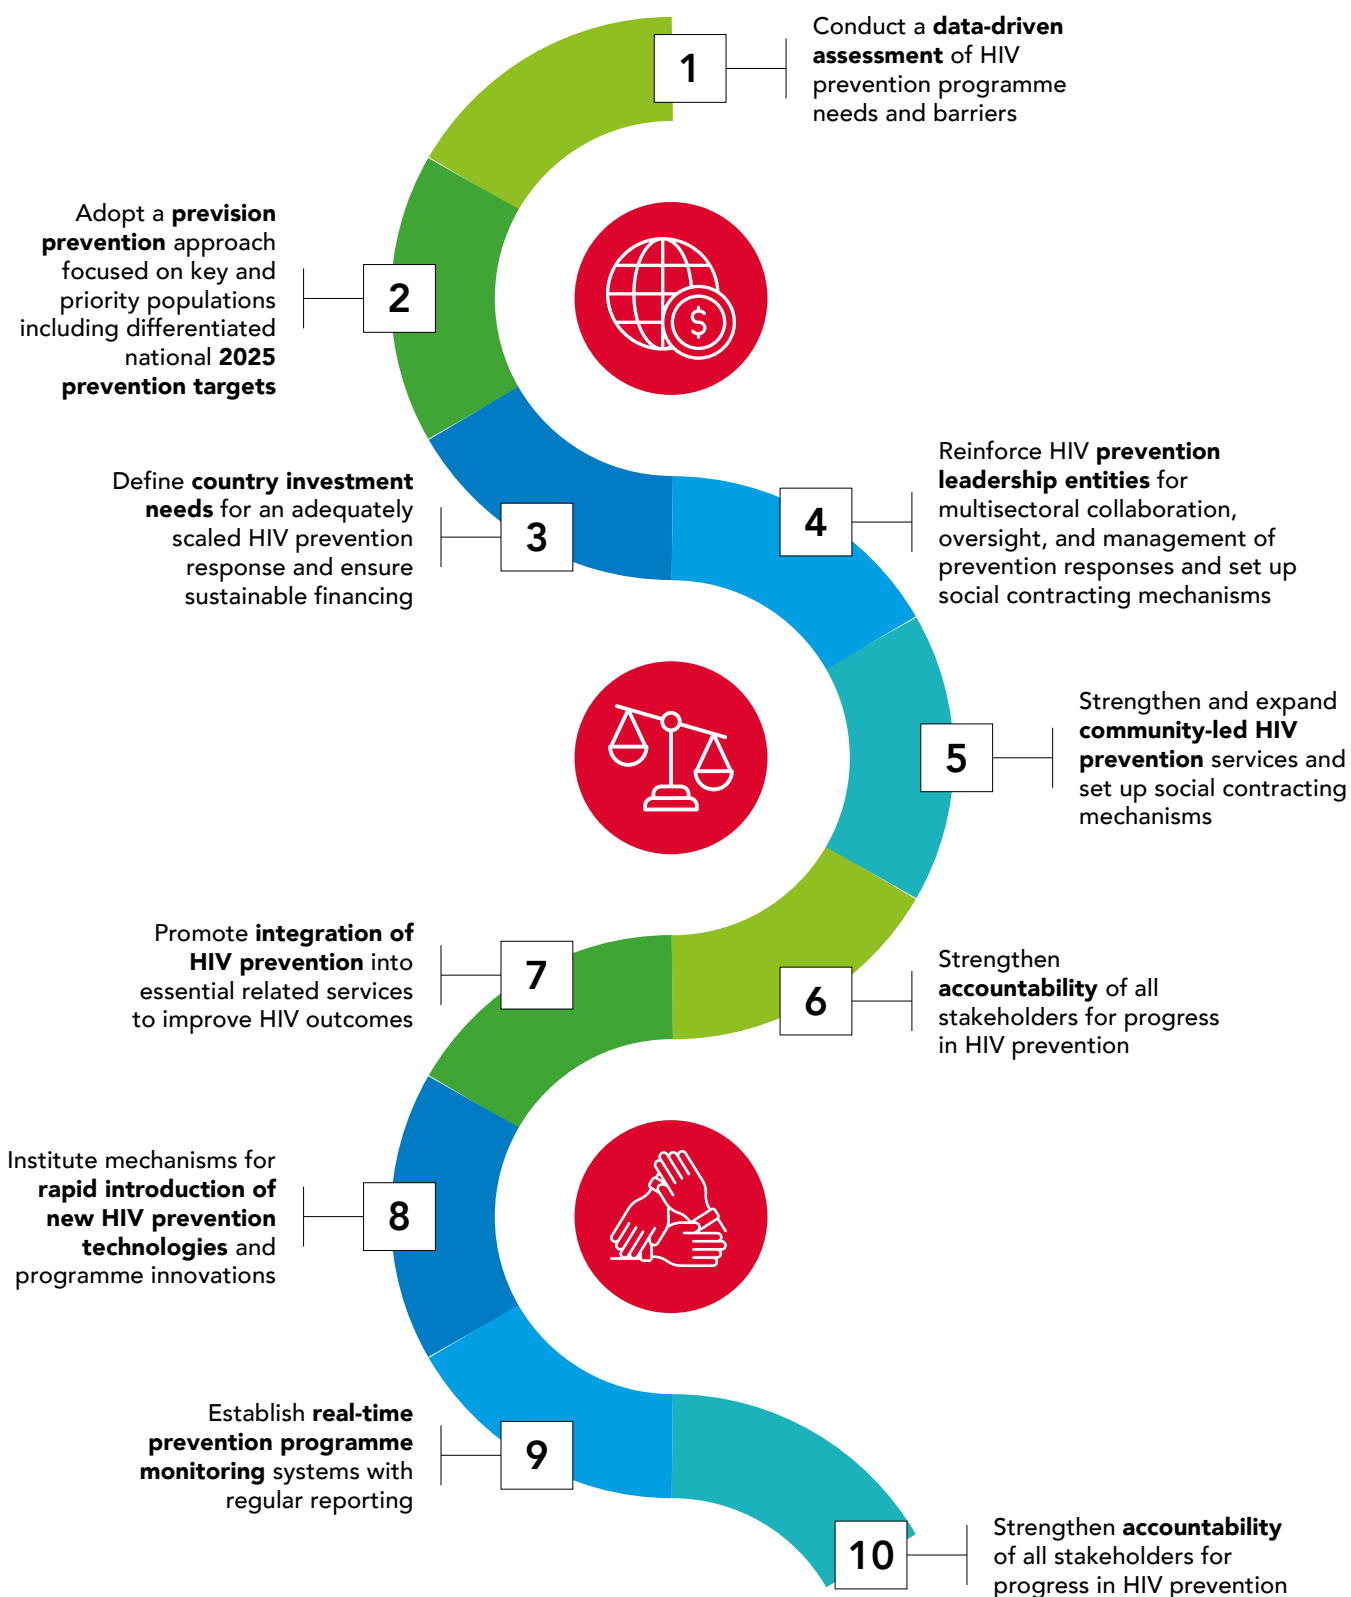 1
Conduct a data-driven
assessment of HIV
prevention programme
needs and barriers
Adopt a prevision
prevention approach
focused on key and
priority populations
including differentiated
national 2025
prevention targets
2
$
Define country investment
needs for an adequately
scaled HIV prevention
response and ensure
sustainable financing
3
4
Reinforce HIV prevention
leadership entities for
multisectoral collaboration,
oversight, and management of
prevention responses and set up
social contracting mechanisms
5
Strengthen and expand
community-led HIV
prevention services and
set up social contracting
mechanisms
6
Strengthen
accountability of all
stakeholders for progress
in HIV prevention
Promote integration of
HIV prevention into
essential related services
to improve HIV outcomes
7
Institute mechanisms for
rapid introduction of
new HIV prevention
technologies and
programme innovations
8
Establish real-time
prevention programme
monitoring systems with
regular reporting
9
10
Strengthen accountability
of all stakeholders for
progress in HIV prevention